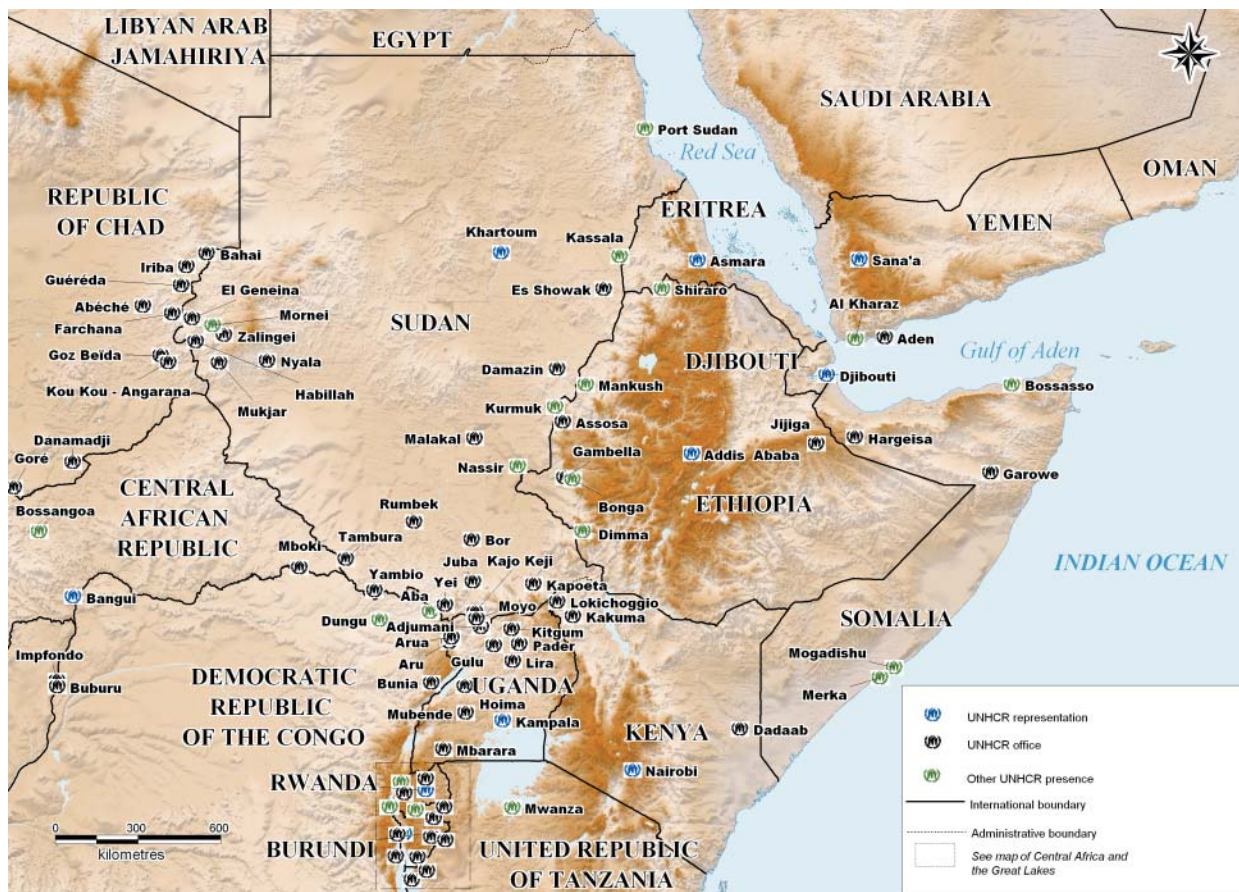 LIBYAN ARAB
JAMAHIRIYA
EGYPT
SAUDI ARABIA
Port Sudan
Red Sea
OMAN
REPUBLIC
OF CHAD
ERITREA
YEMEN
Khartoum
Kassala
Bahai
Asmara
Sana'a
Iriba
Guéréda
El Geneina
Es Showak
Shiraro
Al Kharaz
Abéché
Mornei
Farchana
SUDAN
Zalingei
Aden
Goz Beïda
Nyala
DJIBOUTI
Gulf of Aden
Damazin
Djibouti
Kou Kou - Angarana
Habillah
Mankush
Bossasso
Mukjar
Kurmuk
Assosa
Danamadji
Malakal
Jijiga
Hargeisa
Goré
Gambella
Addis Ababa
Nassir
Garowe
CENTRAL
AFRICAN
REPUBLIC
ETHIOPIA
Bossangoa
Rumbek
Bonga
Tambura
Dimma
Mboki
Bor
Juba
Kajo Keji
INDIAN OCEAN
Yambio
Yei
Kapoeta
Bangui
Aba
Moyo
Lokichoggio
Dungu
Adjumani
Kakuma
SOMALIA
Kitgum
Arua
Pader
Impfondo
Aru
Gulu
Lira
Mogadishu
DEMOCRATIC
REPUBLIC
OF THE CONGO
Bunia
UGANDA
Merka
Buburu
Hoima
Mubende
Kampala
KENYA
Dadaab
Mbarara
Nairobi
RWANDA
Mwanza
BURUNDI
UNITED REPUBLIC
OF TANZANIA
0 300 600
kilometres
UNHCR representation
UNHCR office
Other UNHCR presence
International boundary
Administrative boundary
See map of Central Africa and
the Great Lakes